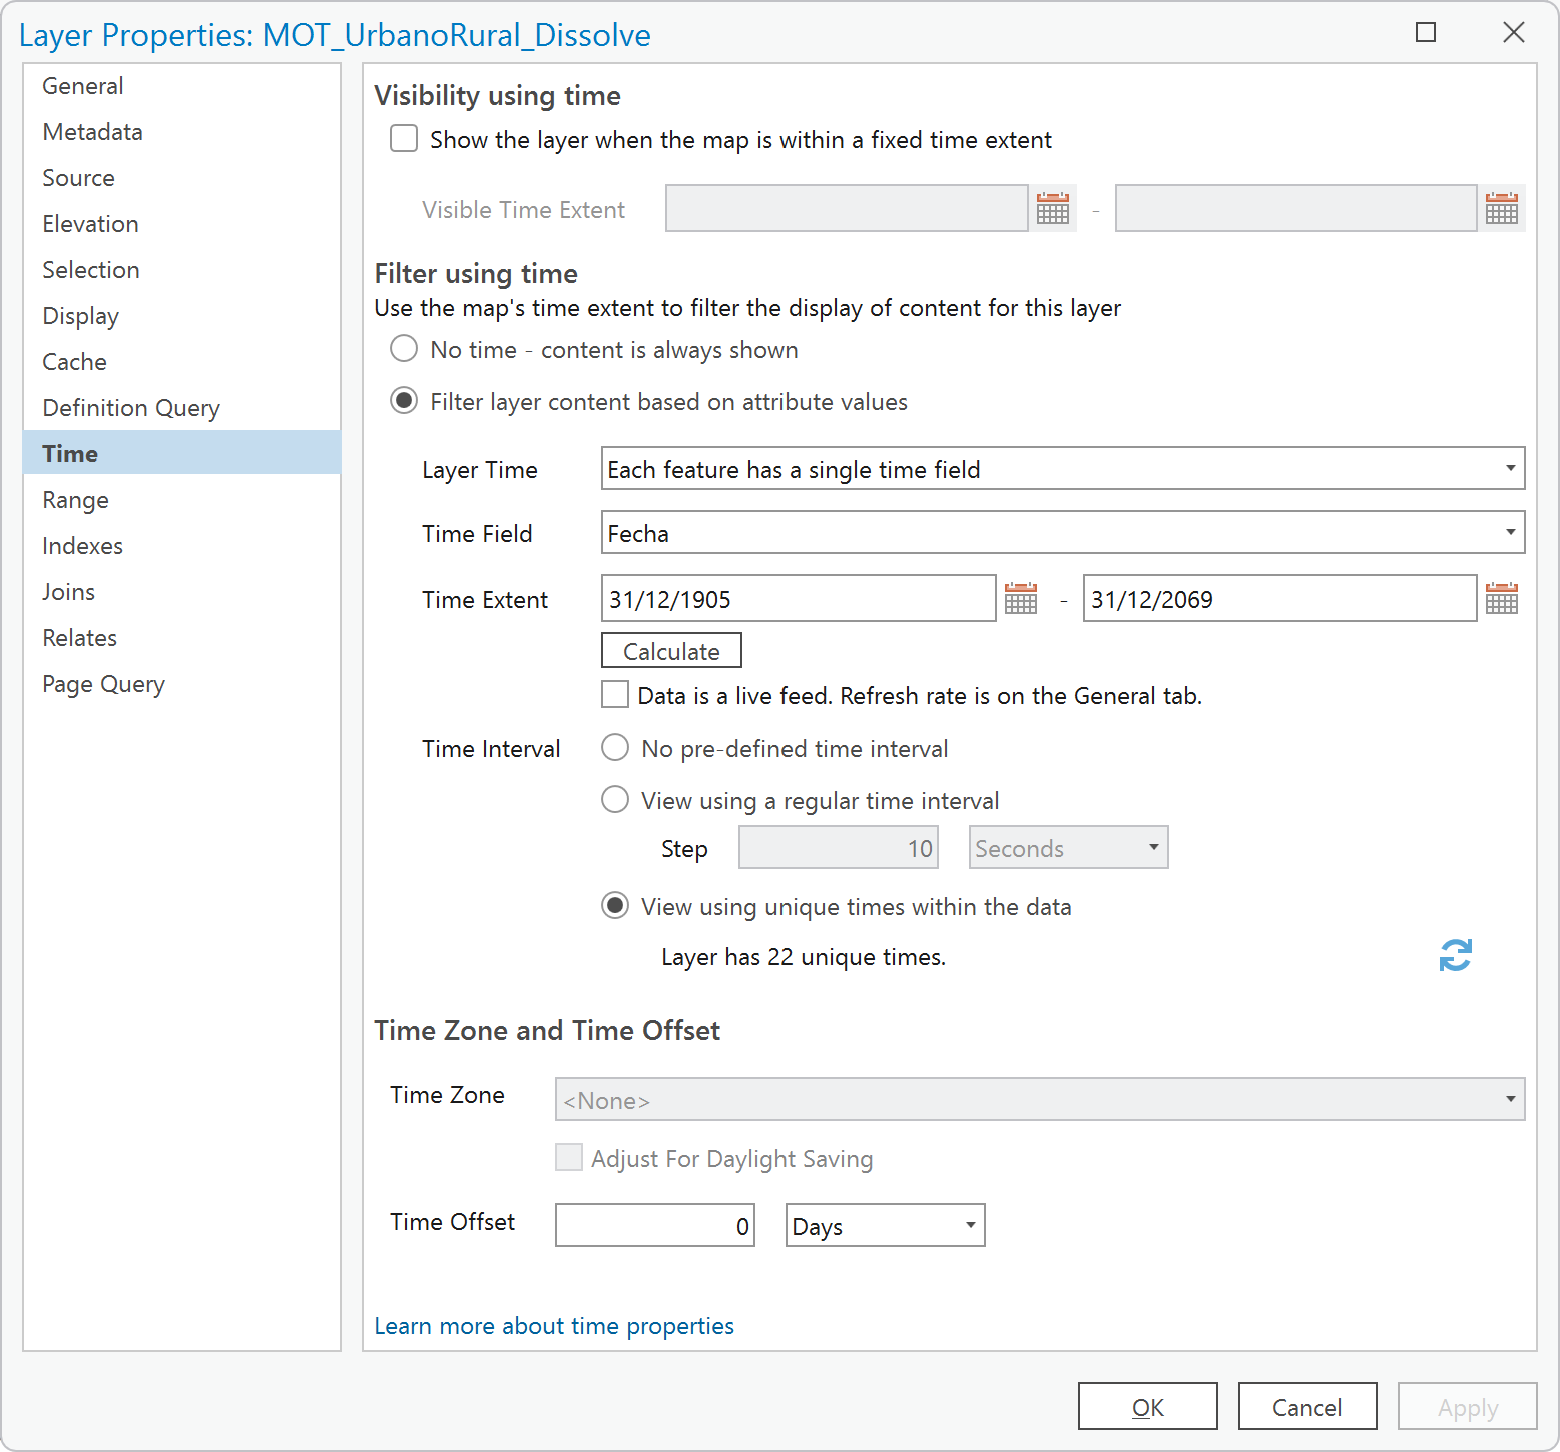 Layer Properties: MOT_UrbanoRural_Dissolve
General
Metadata
Source
Elevation
Selection
Display
Cache
Definition Query
Time
Range
Indexes
Joins
Relates
Page Query
Visibility using time
Show the layer when the map is within a fixed time extent
Visible Time Extent -
Filter using time
Use the map's time extent to filter the display of content for this layer
No time - content is always shown
Filter layer content based on attribute values
Layer Time Each feature has a single time field
Time Field Fecha
Time Extent 31/12/1905 - 31/12/2069
Calculate
Data is a live feed. Refresh rate is on the General tab.
Time Interval No pre-defined time interval
View using a regular time interval
Step 10 Seconds
View using unique times within the data
Layer has 22 unique times.
Time Zone and Time Offset
Time Zone <None>
Adjust For Daylight Saving
Time Offset 0 Days
Learn more about time properties
OK Cancel Apply